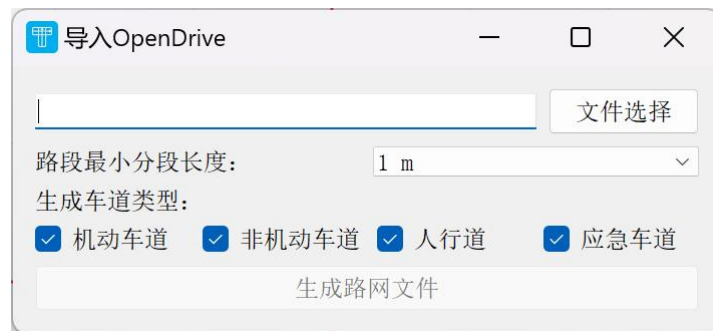 导入OpenDrive
文件选择
路段最小分段长度： 1 m
生成车道类型：
机动车道 非机动车道 人行道 应急车道
生成路网文件